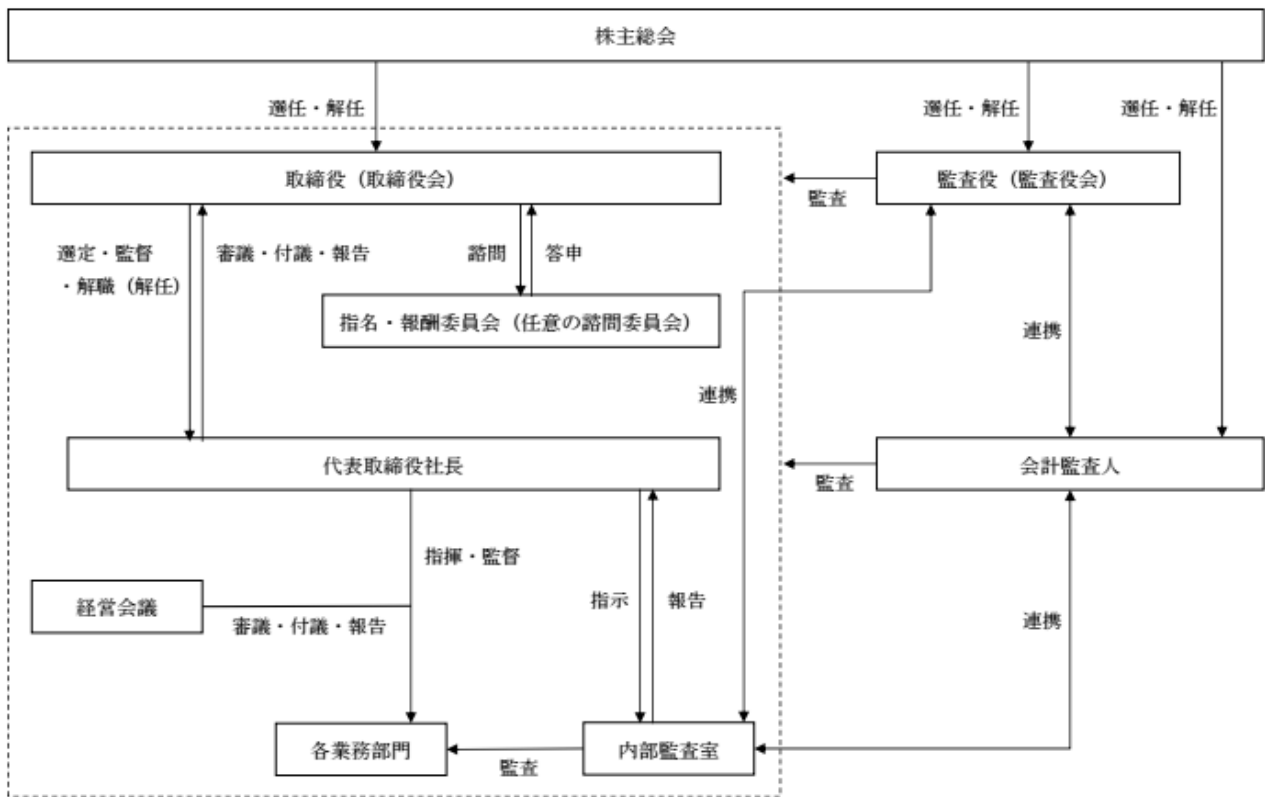 株主総会
選任・解任
選任・解任
選任・解任
取締役（取締役会）
監査役（監査役会）
監査
選定・監督
・解職（解任）
審議・付議・報告
諮問
答申
指名・報酬委員会（任意の諮問委員会）
連携
連携
代表取締役社長
会計監査人
監査
指揮・監督
経営会議
審議・付議・報告
指示
報告
連携
各業務部門
監査
内部監査室